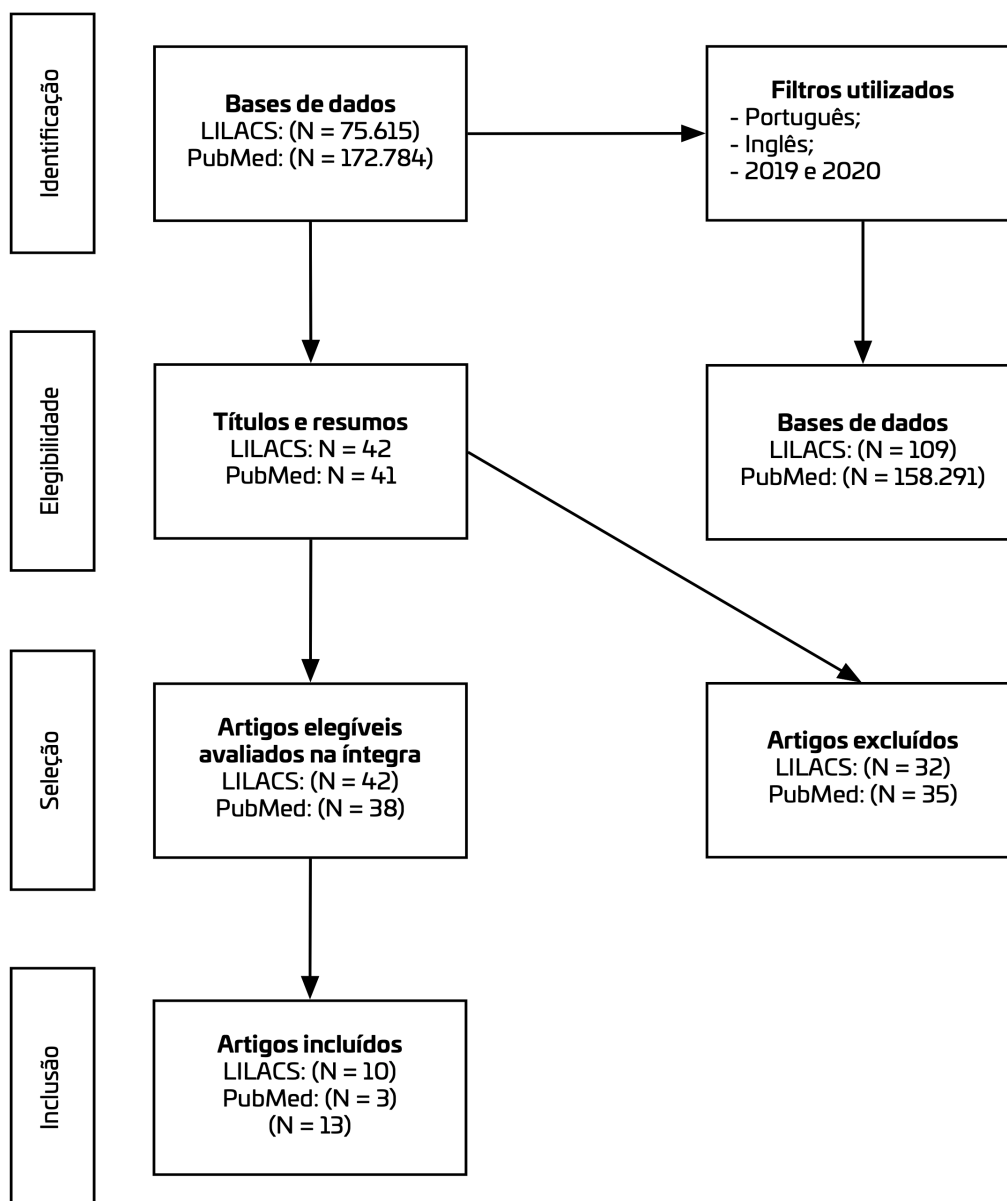 Identificação
Bases de dados
LILACS: (N = 75.615)
PubMed: (N = 172.784)
Filtros utilizados
- Português;
- Inglês;
- 2019 e 2020
Elegibilidade
Títulos e resumos
LILACS: N = 42
PubMed: N = 41
Bases de dados
LILACS: (N = 109)
PubMed: (N = 158.291)
Seleção
Artigos elegíveis
avaliados na íntegra
LILACS: (N = 42)
PubMed: (N = 38)
Artigos excluídos
LILACS: (N = 32)
PubMed: (N = 35)
Inclusão
Artigos incluídos
LILACS: (N = 10)
PubMed: (N = 3)
(N = 13)